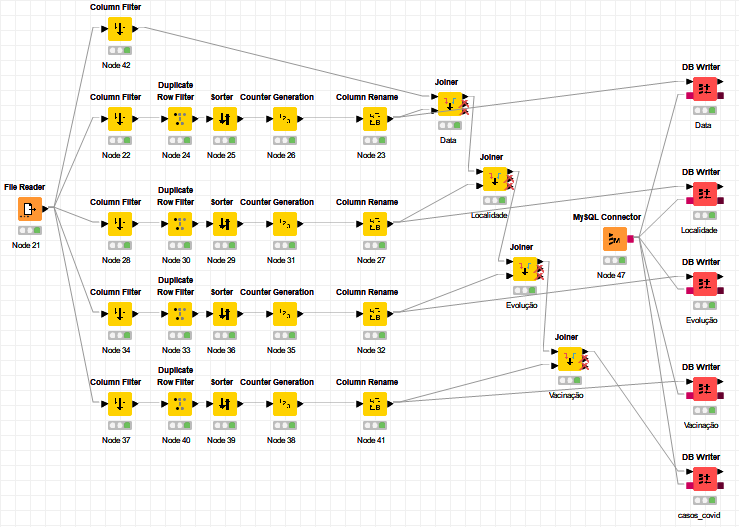 Column Filter
Node 42
Column Filter
Duplicate
Row Filter
Sorter
Counter Generation
Column Rename
Node 22
Node 24
Node 25
Node 26
Node 23
Joiner
Data
DB Writer
Data
File Reader
Node 21
Column Filter
Duplicate
Row Filter
Sorter
Counter Generation
Column Rename
Node 28
Node 30
Node 29
Node 31
Node 27
Joiner
Localidade
MySQL Connector
Node 47
DB Writer
Localidade
Column Filter
Duplicate
Row Filter
Sorter
Counter Generation
Column Rename
Node 34
Node 33
Node 36
Node 35
Node 32
Joiner
Evolução
DB Writer
Evolução
Column Filter
Duplicate
Row Filter
Sorter
Counter Generation
Column Rename
Node 37
Node 40
Node 39
Node 38
Node 41
Joiner
Vacinação
DB Writer
Vacinação
DB Writer
casos_covid